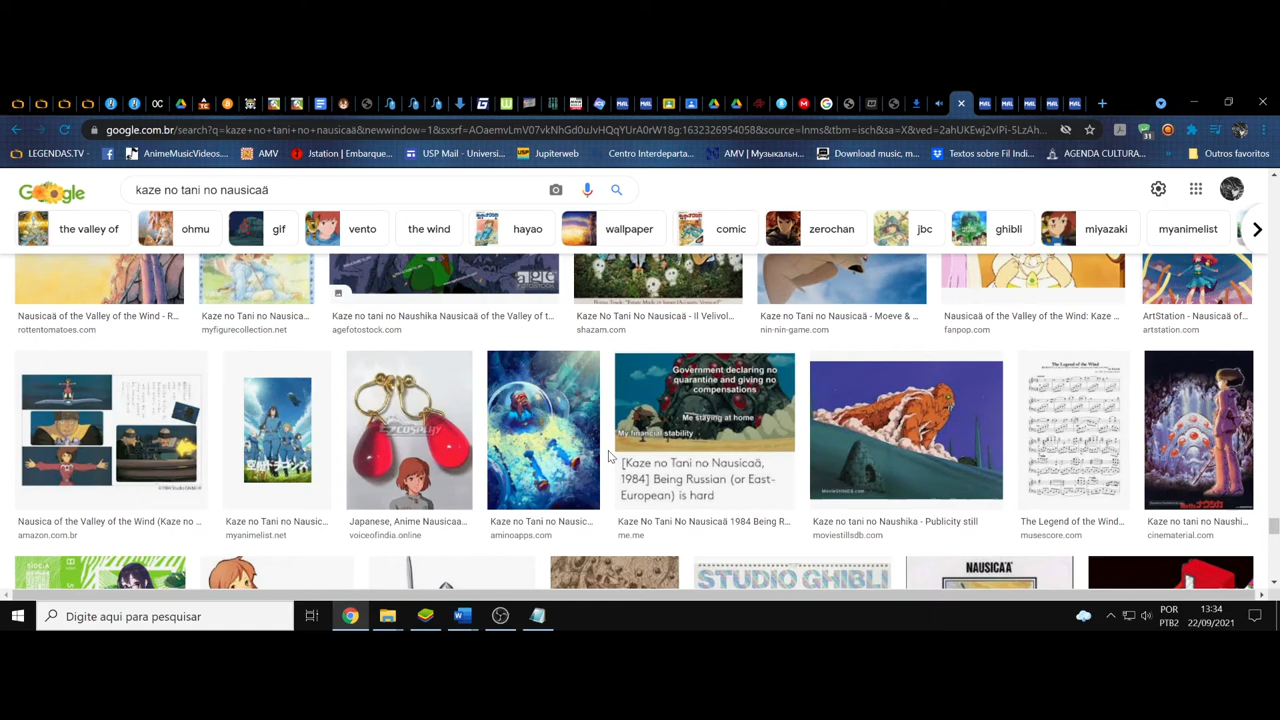 google.com.br/search?q=kaze+no+tani+no+nausicaä&newwindow=1&sxsrf=AOaemvLmV07vkNhGd0uJvHQqYUrA0rW18g:1632326954058&source=lnms&tbm=isch&sa=X&ved=2ahUKEwj2vIPI-5LzAh...
LEGENDAS.TV
AnimeMusicVideos...
AMV
Jstation | Embarque...
USP Mail - Universi...
Jupiterweb
Centro Interdeparta...
AMV | Музыкальн...
Download music, m...
Textos sobre Fil Indi...
AGENDA CULTURA...
Outros favoritos
Google
kaze no tani no nausicaä
the valley of
ohmu
gif
vento
the wind
hayao
wallpaper
comic
zerochan
jbc
ghibli
miyazaki
myanimelist
Nausicaä of the Valley of the Wind - R...
rottentomatoes.com
Kaze no Tani no Nausica...
myfigurecollection.net
Kaze no tani no Naushika Nausicaä of the Valley of t...
agefotostock.com
Kaze No Tani No Nausicaä - Il Velivol...
shazam.com
Kaze no Tani no Nausicaä - Moeve & ...
nin-nin-game.com
Nausicaä of the Valley of the Wind: Kaze ...
fanpop.com
ArtStation - Nausicaä of...
artstation.com
Government declaring no
quarantine and giving no
compensations
Me staying at home
My financial stability
[Kaze no Tani no Nausicaä,
1984] Being Russian (or East-
European) is hard
The Legend of the Wind
Nausica of the Valley of the Wind (Kaze no ...
amazon.com.br
Kaze no Tani no Nausic...
myanimelist.net
Japanese, Anime Nausicaa...
voiceofindia.online
Kaze no Tani no Nausic...
aminoapps.com
Kaze No Tani No Nausicaä 1984 Being R...
me.me
Kaze no tani no Naushika - Publicity still
moviestillsdb.com
The Legend of the Wind...
musescore.com
Kaze no tani no Naushi...
cinematerial.com
STUDIO GHIBLI
NAUSICAÄ
Digite aqui para pesquisar
POR
PTB2
13:34
22/09/2021